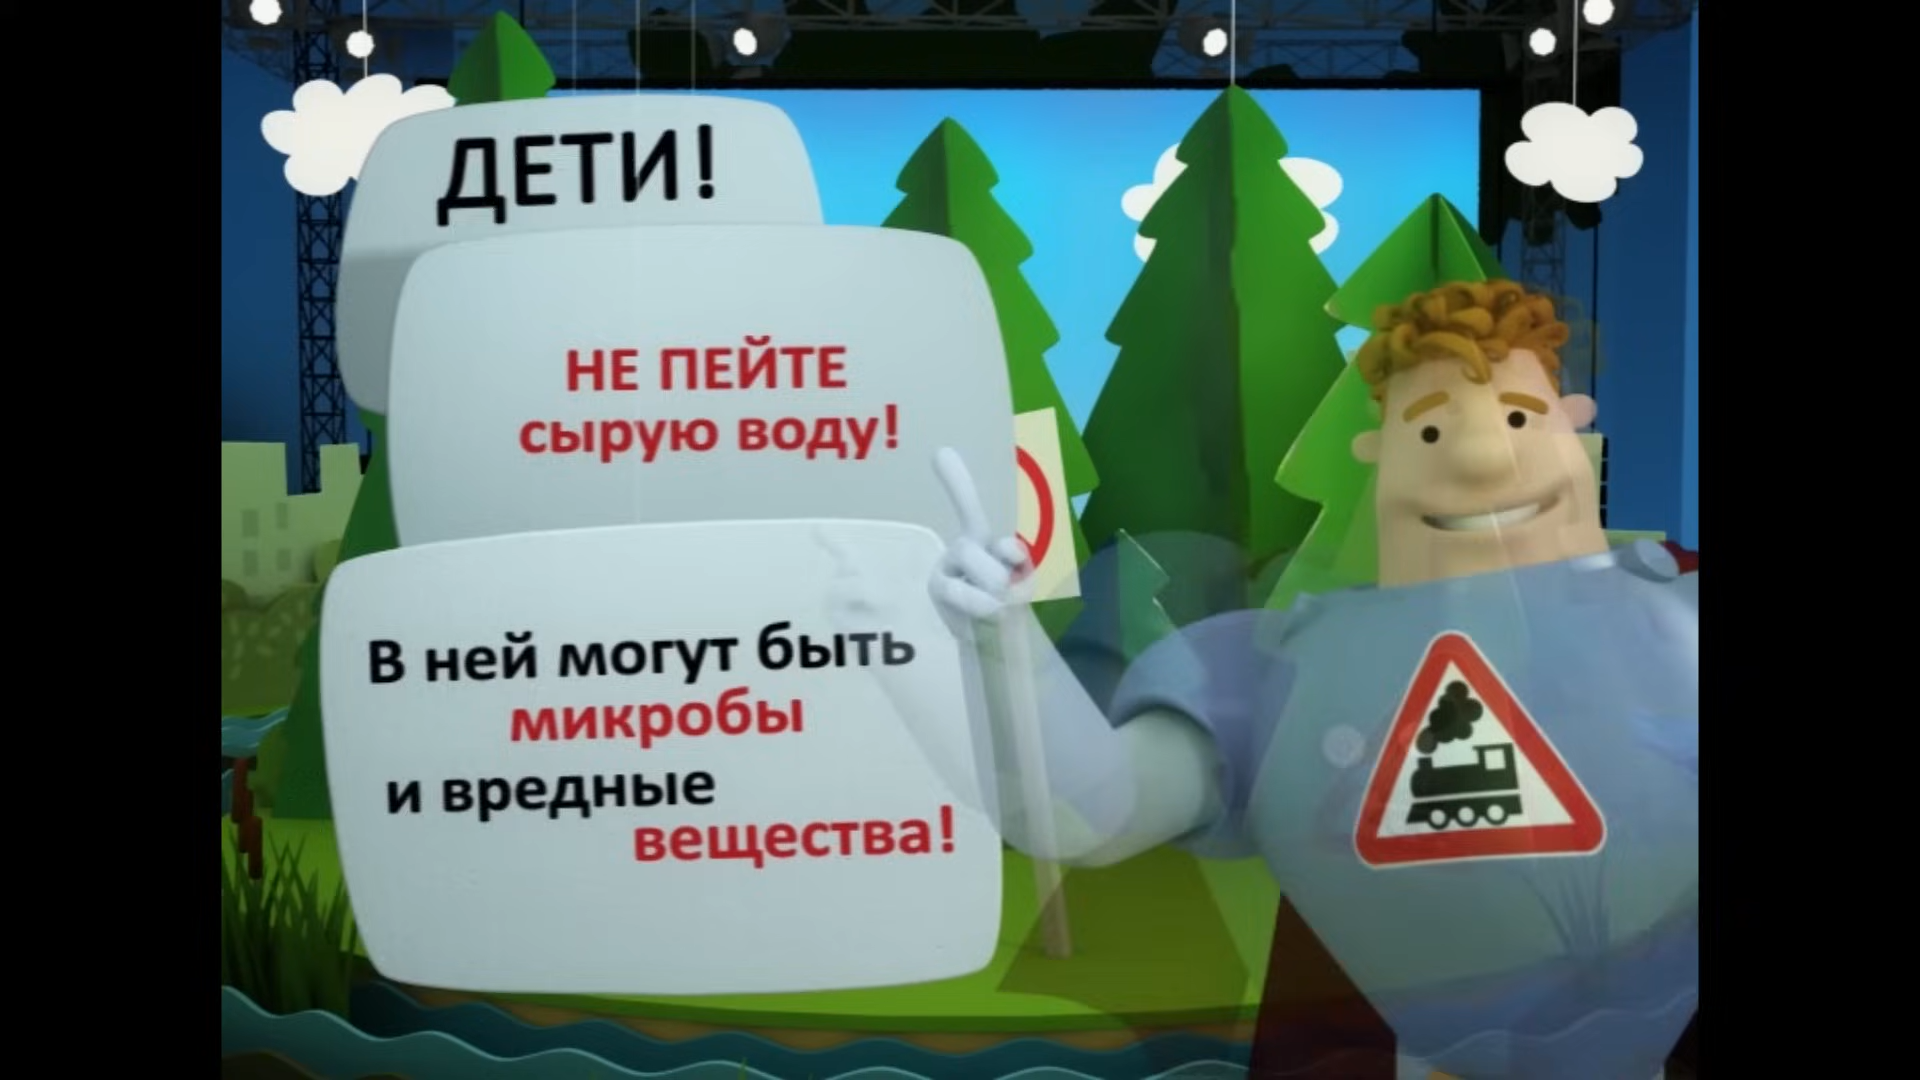 ДЕТИ!
НЕ ПЕЙТЕ
сырую воду!
В ней могут быть
микробы
и вредные
вещества!